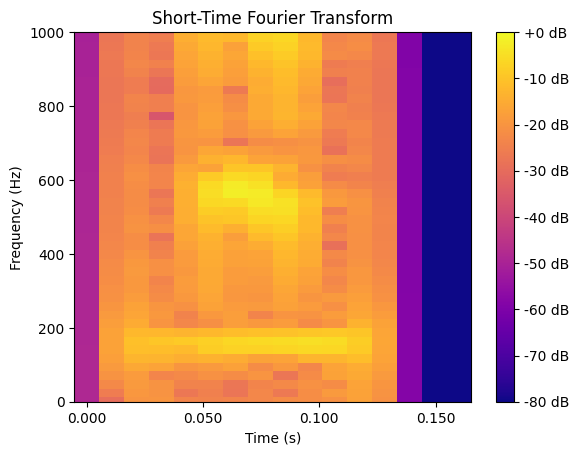 Short-Time Fourier Transform
1000
800
600
400
200
0
Frequency (Hz)
0.000
0.050
0.100
0.150
Time (s)
+0 dB
-10 dB
-20 dB
-30 dB
-40 dB
-50 dB
-60 dB
-70 dB
-80 dB